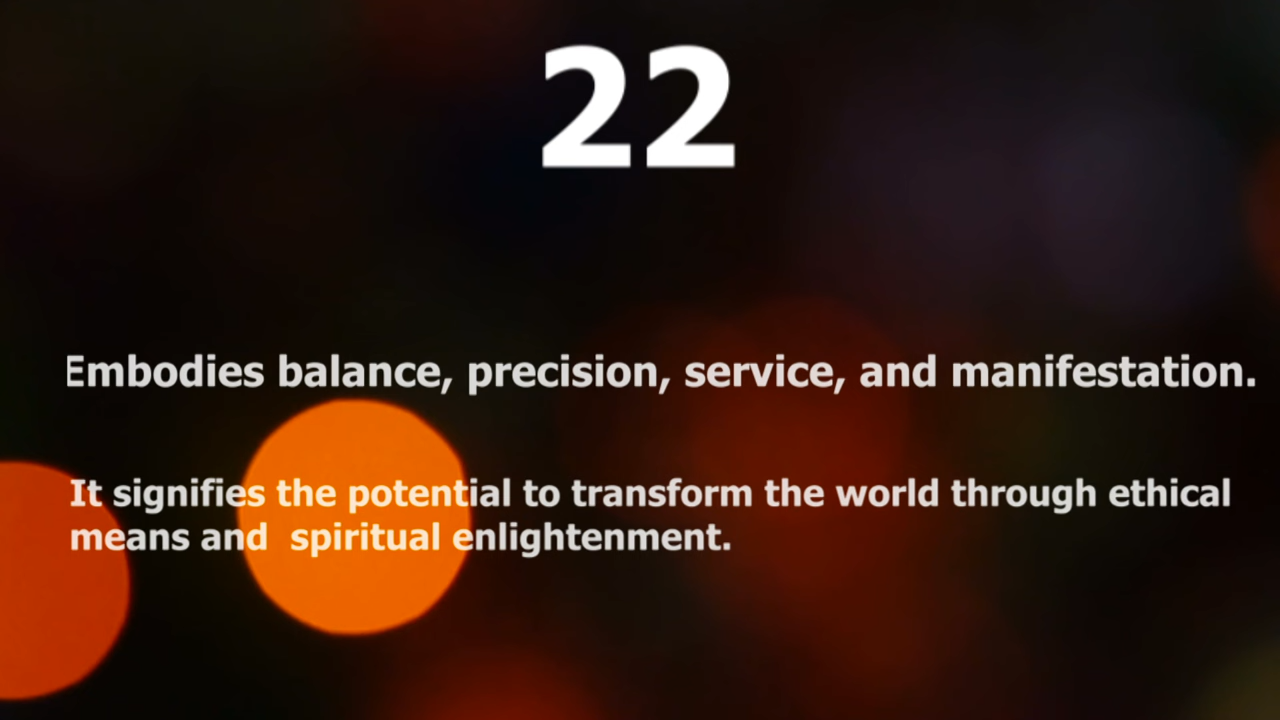 22
Embodies balance, precision, service, and manifestation.
It signifies the potential to transform the world through ethical
means and  spiritual enlightenment.